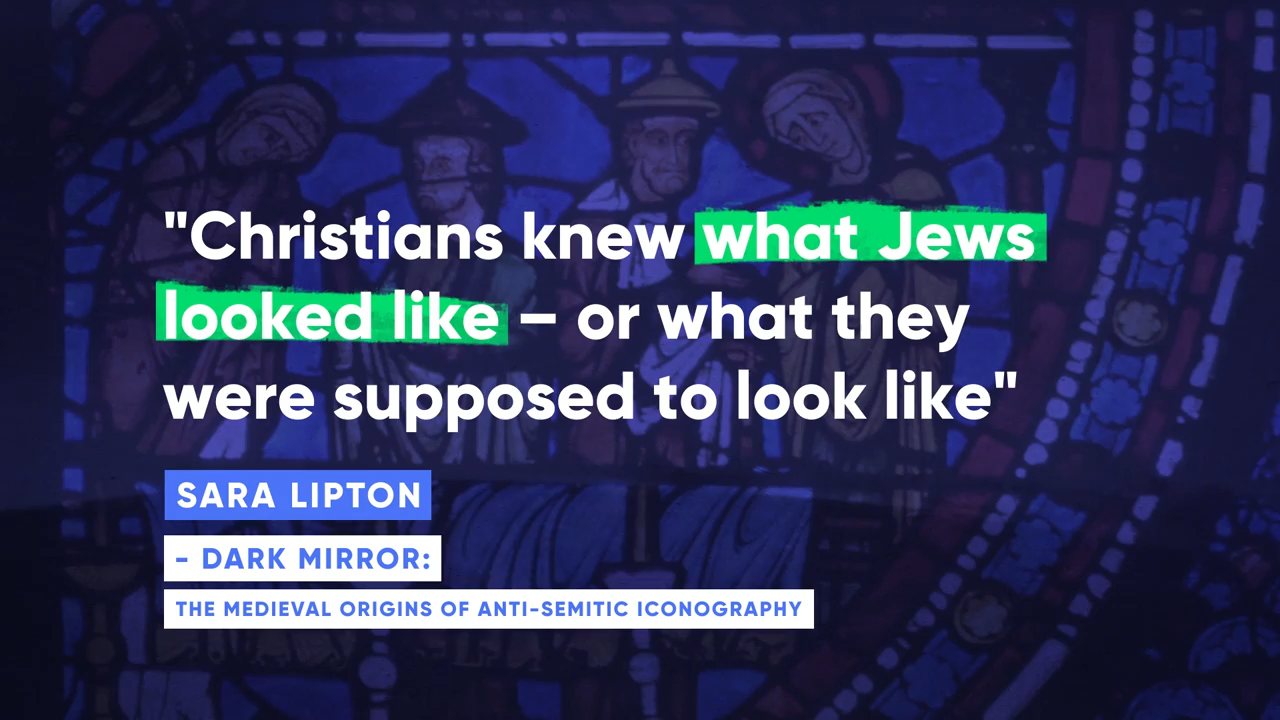 "Christians knew what Jews
looked like – or what they
were supposed to look like"
SARA LIPTON
- DARK MIRROR:
THE MEDIEVAL ORIGINS OF ANTI-SEMITIC ICONOGRAPHY